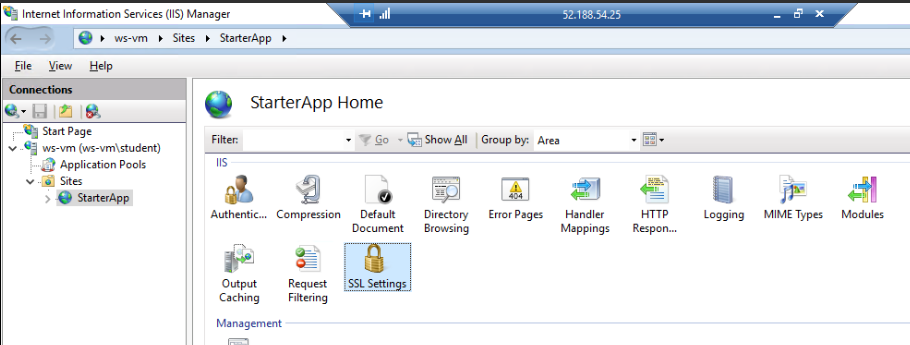 Internet Information Services (IIS) Manager
52.188.54.25
ws-vm Sites StarterApp
File View Help
Connections
Start Page
ws-vm (ws-vm\student)
Application Pools
Sites
StarterApp
StarterApp Home
Filter: Go Show All Group by: Area
IIS
Authentic... Compression Default Directory Error Pages Handler HTTP Logging MIME Types Modules
Document Browsing Mappings Respon...
404
Output Request SSL Settings
Caching Filtering
Management